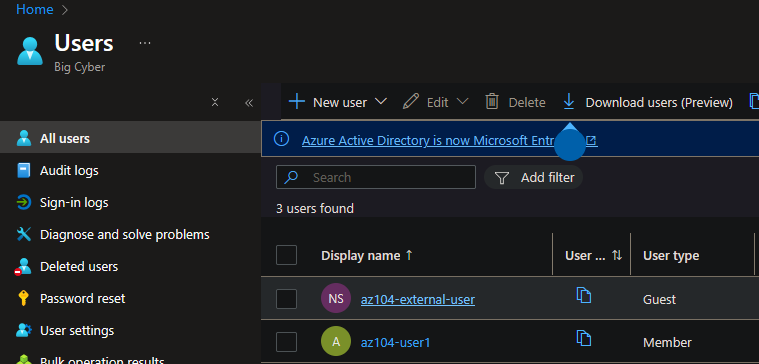 Home
Users
Big Cyber
New user
Edit
Delete
Download users (Preview)
All users
Azure Active Directory is now Microsoft Entr
Audit logs
Search
Add filter
Sign-in logs
3 users found
Diagnose and solve problems
Display name
User ...
User type
Deleted users
Password reset
NS
az104-external-user
Guest
User settings
A
az104-user1
Member
Bulk operation results